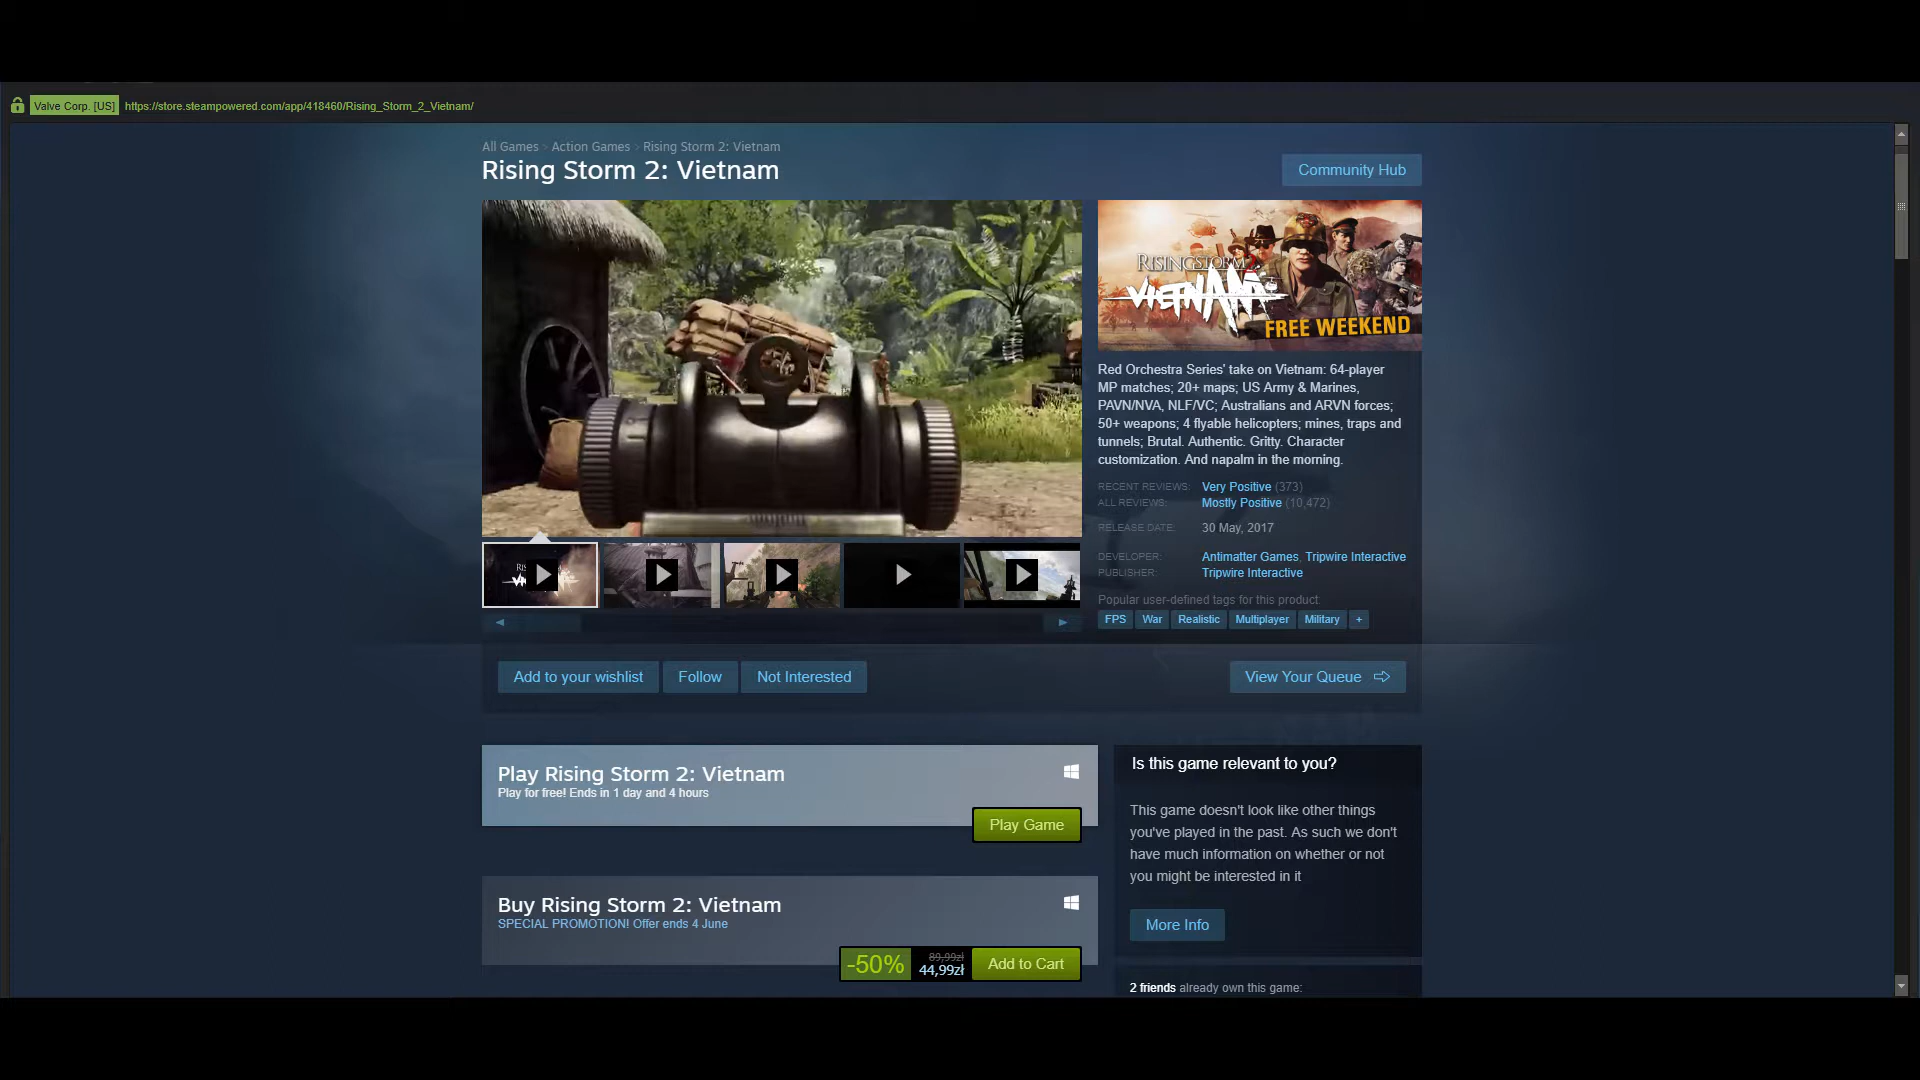 Valve Corp. [US] https://store.steampowered.com/app/418460/Rising_Storm_2_Vietnam/
All Games > Action Games > Rising Storm 2: Vietnam
Rising Storm 2: Vietnam
Community Hub
RISING STORM 2
VIETNAM
FREE WEEKEND
Red Orchestra Series' take on Vietnam: 64-player
MP matches; 20+ maps; US Army & Marines,
PAVN/NVA, NLF/VC; Australians and ARVN forces;
50+ weapons; 4 flyable helicopters; mines, traps and
tunnels; Brutal. Authentic. Gritty. Character
customization. And napalm in the morning.
RECENT REVIEWS: Very Positive (373)
ALL REVIEWS: Mostly Positive (10,472)
RELEASE DATE: 30 May, 2017
DEVELOPER: Antimatter Games, Tripwire Interactive
PUBLISHER: Tripwire Interactive
Popular user-defined tags for this product:
FPS War Realistic Multiplayer Military +
Add to your wishlist Follow Not Interested View Your Queue
Play Rising Storm 2: Vietnam
Play for free! Ends in 1 day and 4 hours
Play Game
Buy Rising Storm 2: Vietnam
SPECIAL PROMOTION! Offer ends 4 June
-50% 89,99zł 44,99zł Add to Cart
Is this game relevant to you?
This game doesn't look like other things
you've played in the past. As such we don't
have much information on whether or not
you might be interested in it
More Info
2 friends already own this game: